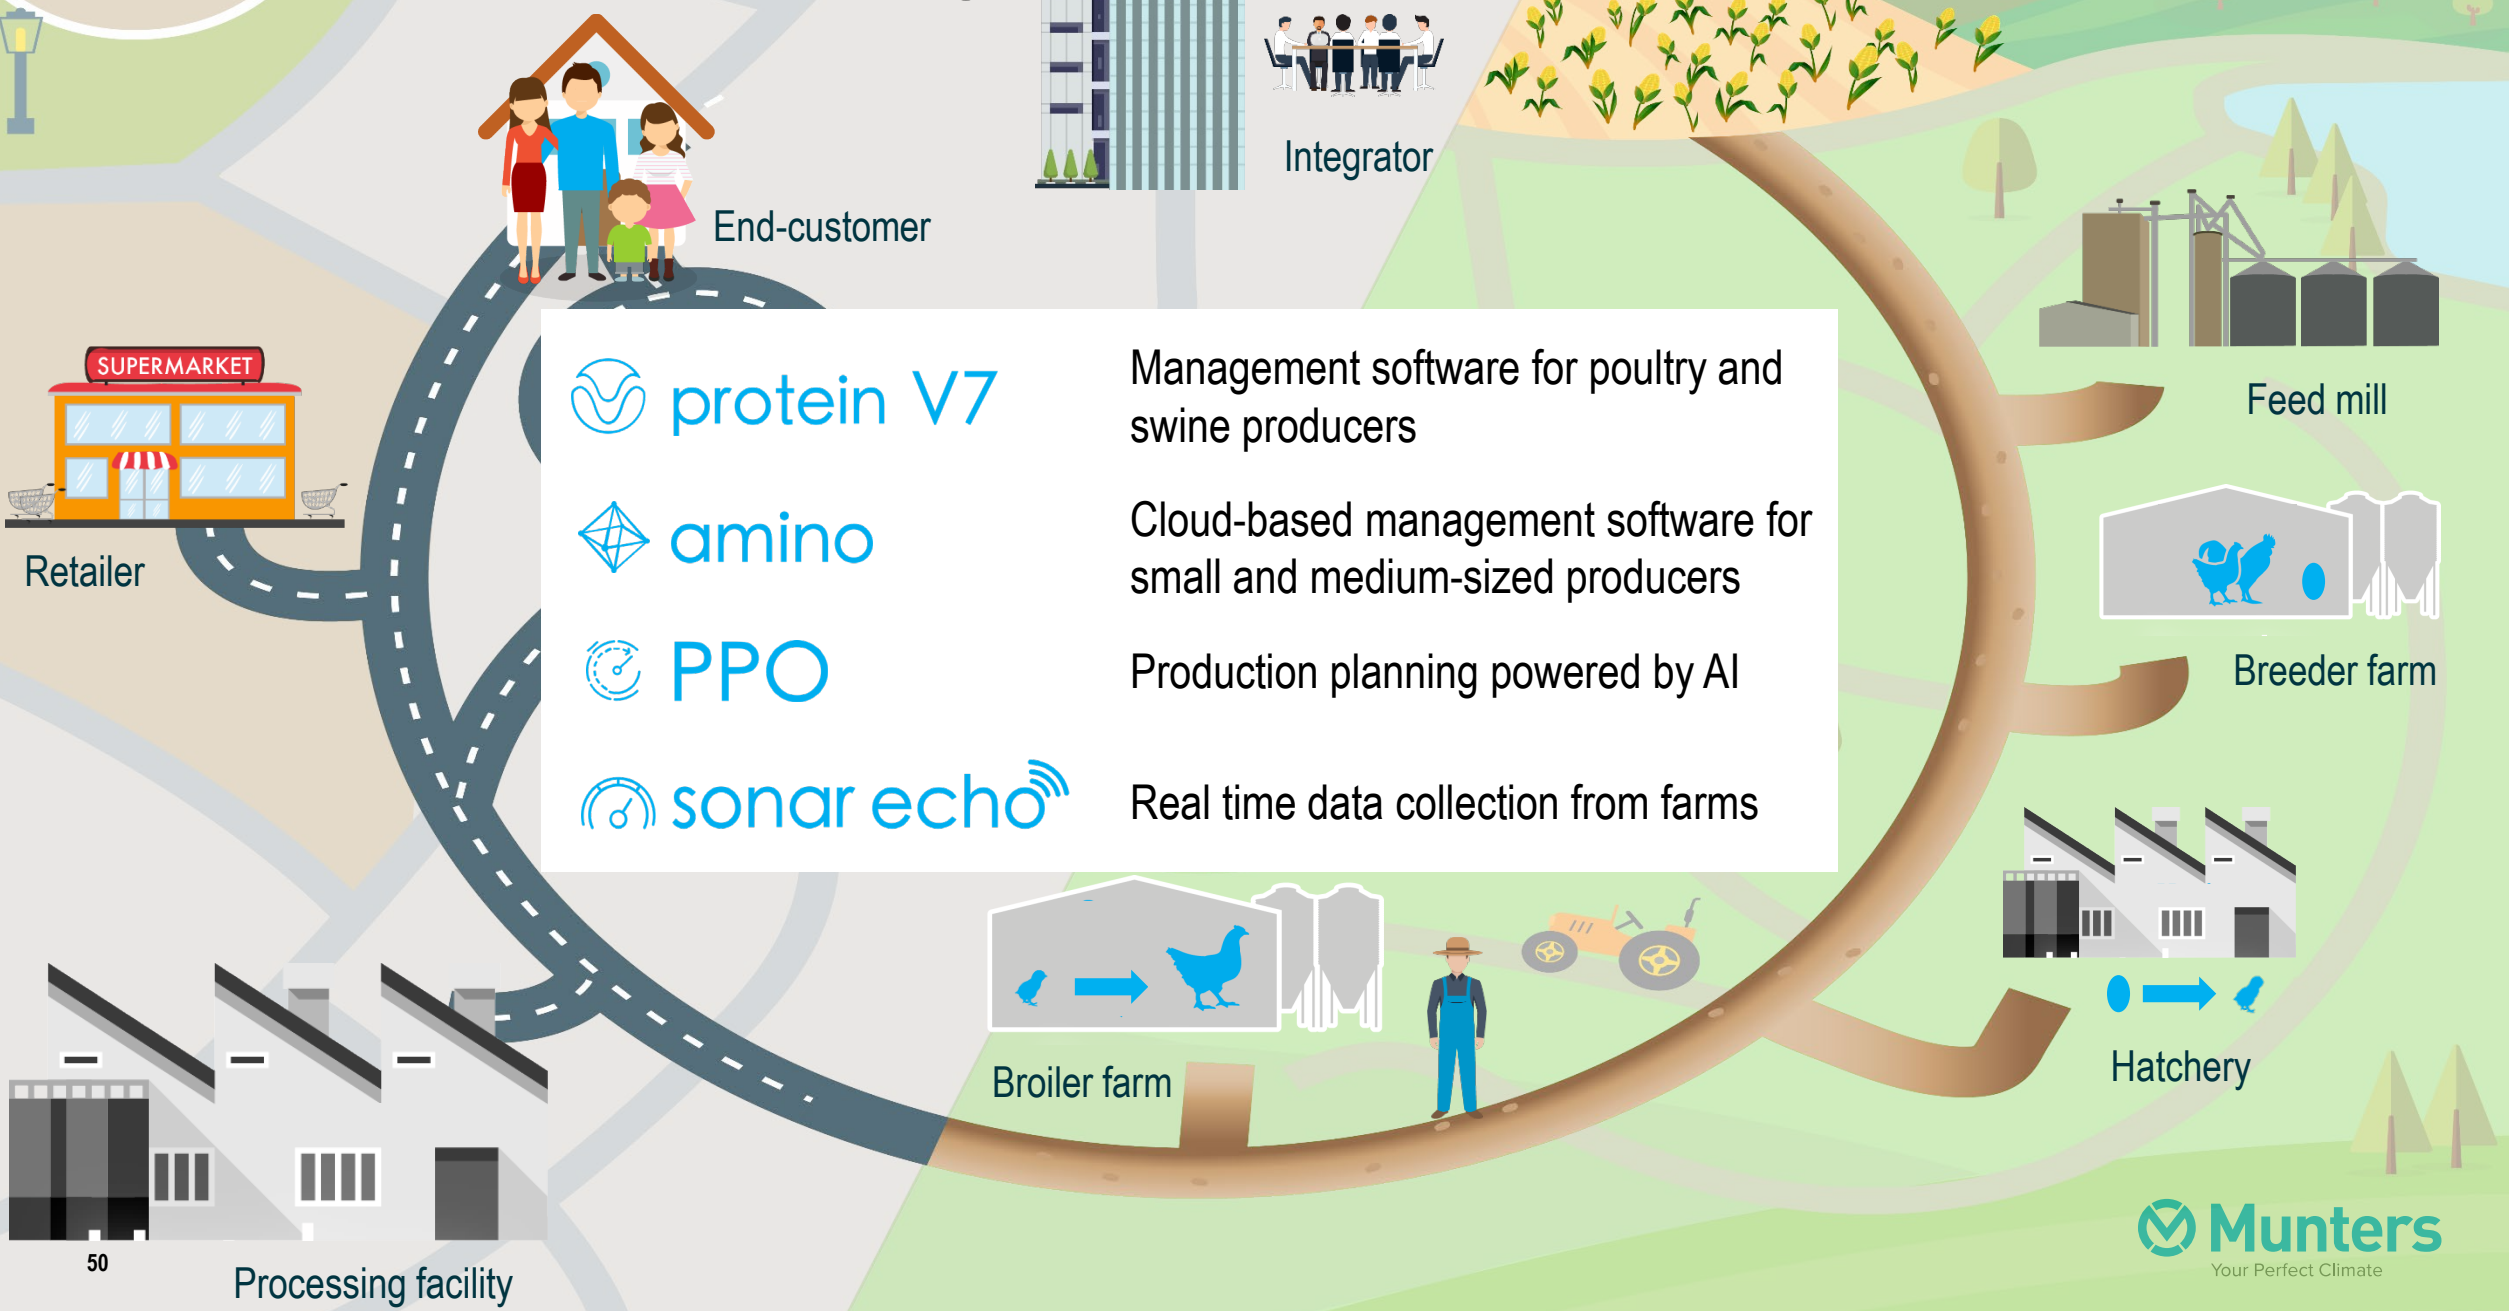 Integrator
End-customer
SUPERMARKET
Retailer
protein V7
Management software for poultry and
swine producers
amino
Cloud-based management software for
small and medium-sized producers
PPO
Production planning powered by AI
sonar echo
Real time data collection from farms
Feed mill
Breeder farm
Hatchery
Broiler farm
Processing facility
50
Munters
Your Perfect Climate